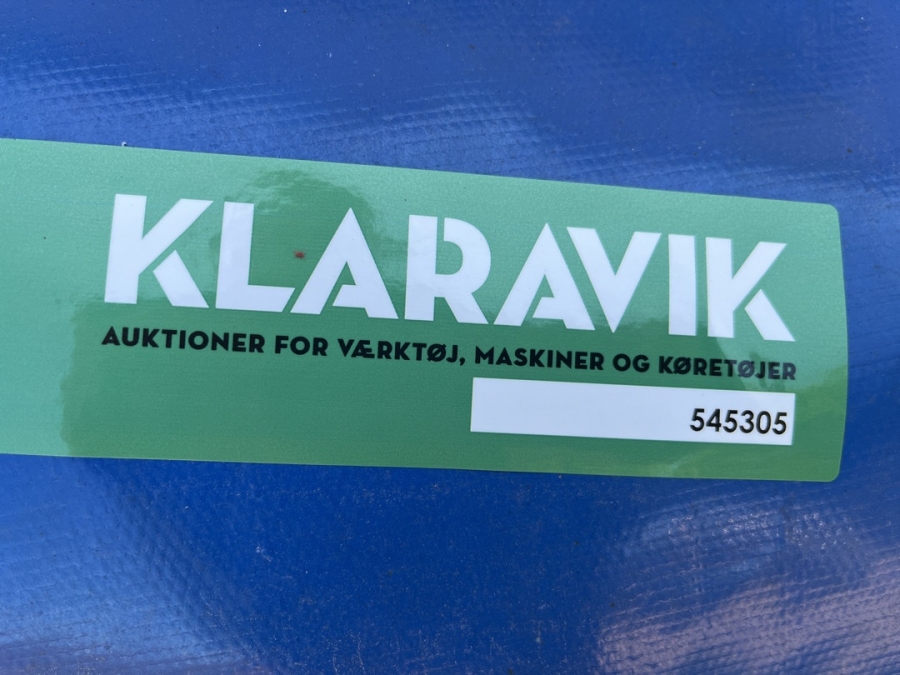 KLARAVIK
AUKTIONER FOR VÆRKTØJ, MASKINER OG KØRETØJER
545305